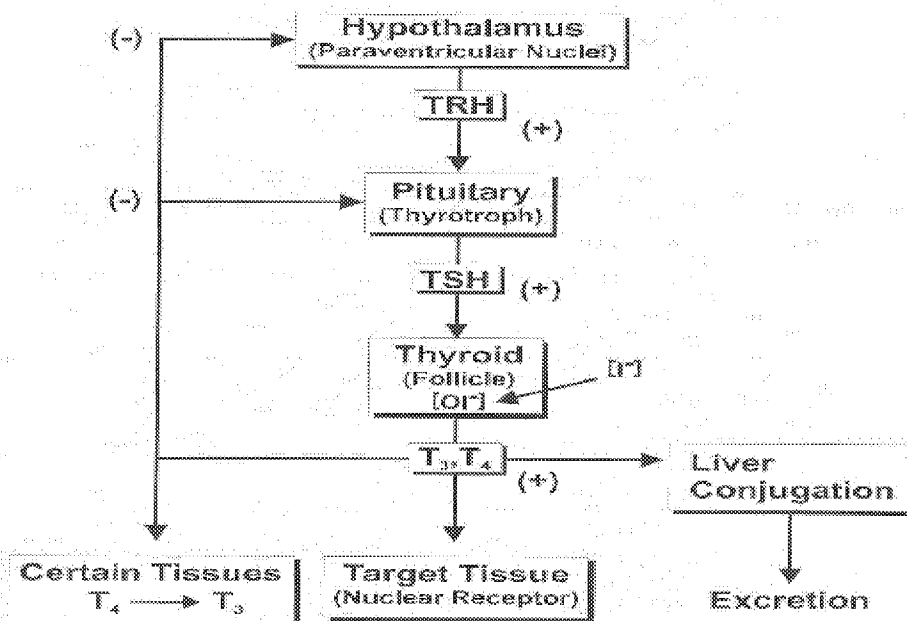 (-)
Hypothalamus
(Paraventricular Nuclei)
TRH
(+)
(-)
Pituitary
(Thyrotroph)
TSH
(+)
Thyroid
(Follicle)
[OI⁻]
[I⁻]
T₃, T₄
(+)
Liver
Conjugation
Certain Tissues
T₄ → T₃
Target Tissue
(Nuclear Receptor)
Excretion